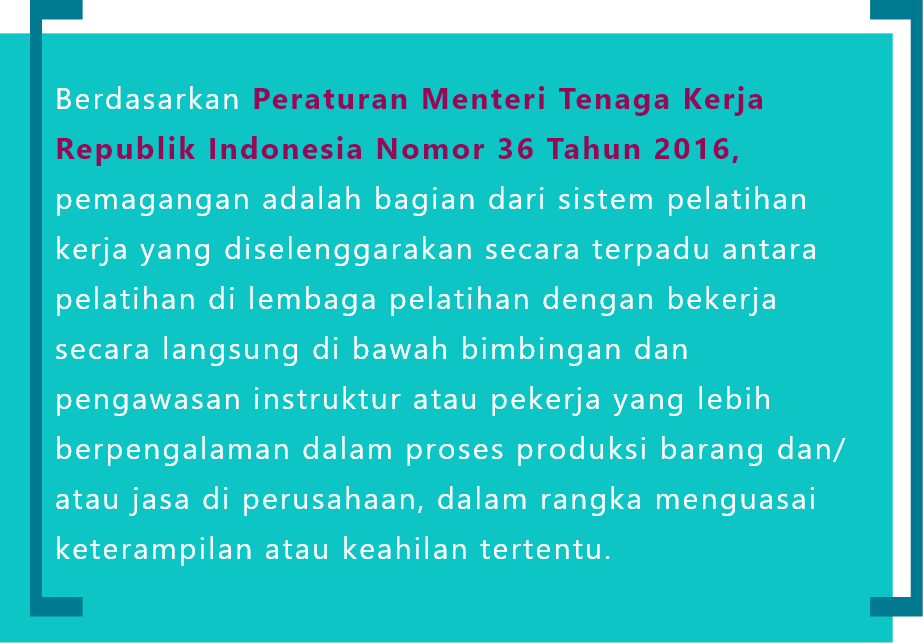 Berdasarkan Peraturan Menteri Tenaga Kerja
Republik Indonesia Nomor 36 Tahun 2016,
pemagangan adalah bagian dari sistem pelatihan
kerja yang diselenggarakan secara terpadu antara
pelatihan di lembaga pelatihan dengan bekerja
secara langsung di bawah bimbingan dan
pengawasan instruktur atau pekerja yang lebih
berpengalaman dalam proses produksi barang dan/
atau jasa di perusahaan, dalam rangka menguasai
keterampilan atau keahilan tertentu.